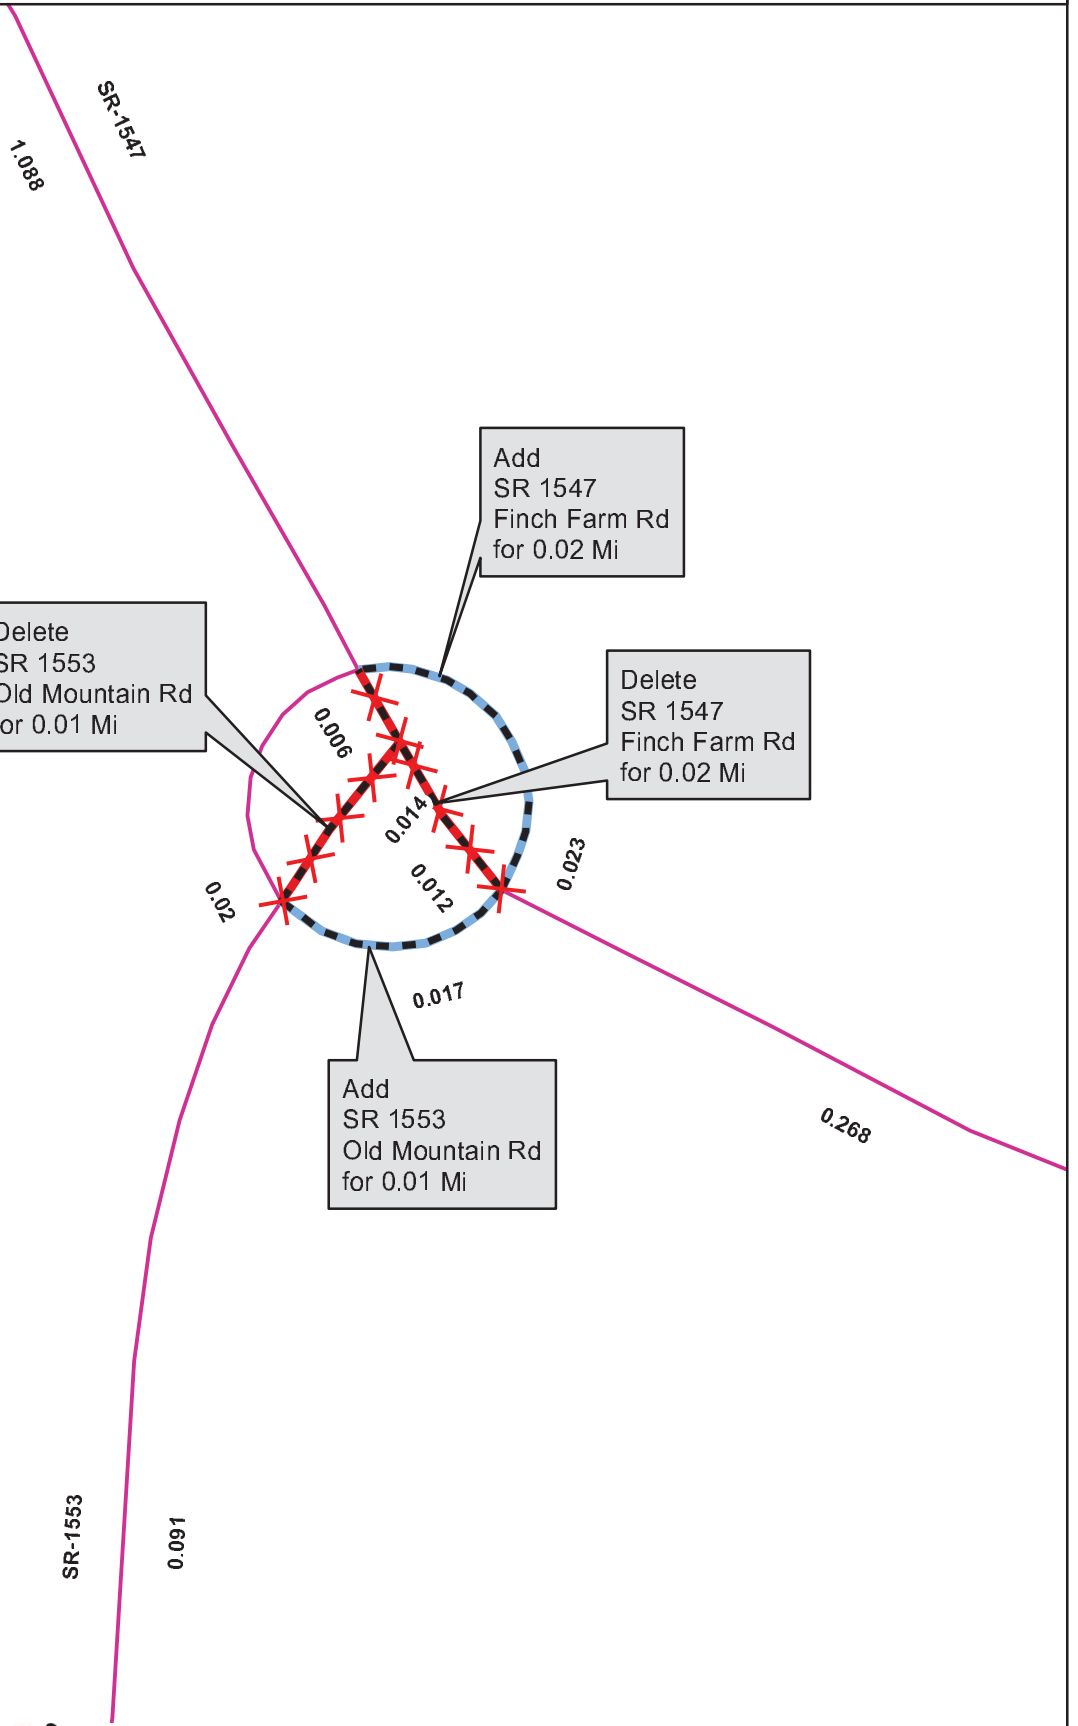 SR-1547
1.088
Add
SR 1547
Finch Farm Rd
for 0.02 Mi
Delete
SR 1553
Old Mountain Rd
for 0.01 Mi
Delete
SR 1547
Finch Farm Rd
for 0.02 Mi
0.006
0.014
0.012
0.023
0.02
0.017
Add
SR 1553
Old Mountain Rd
for 0.01 Mi
0.268
SR-1553
0.091